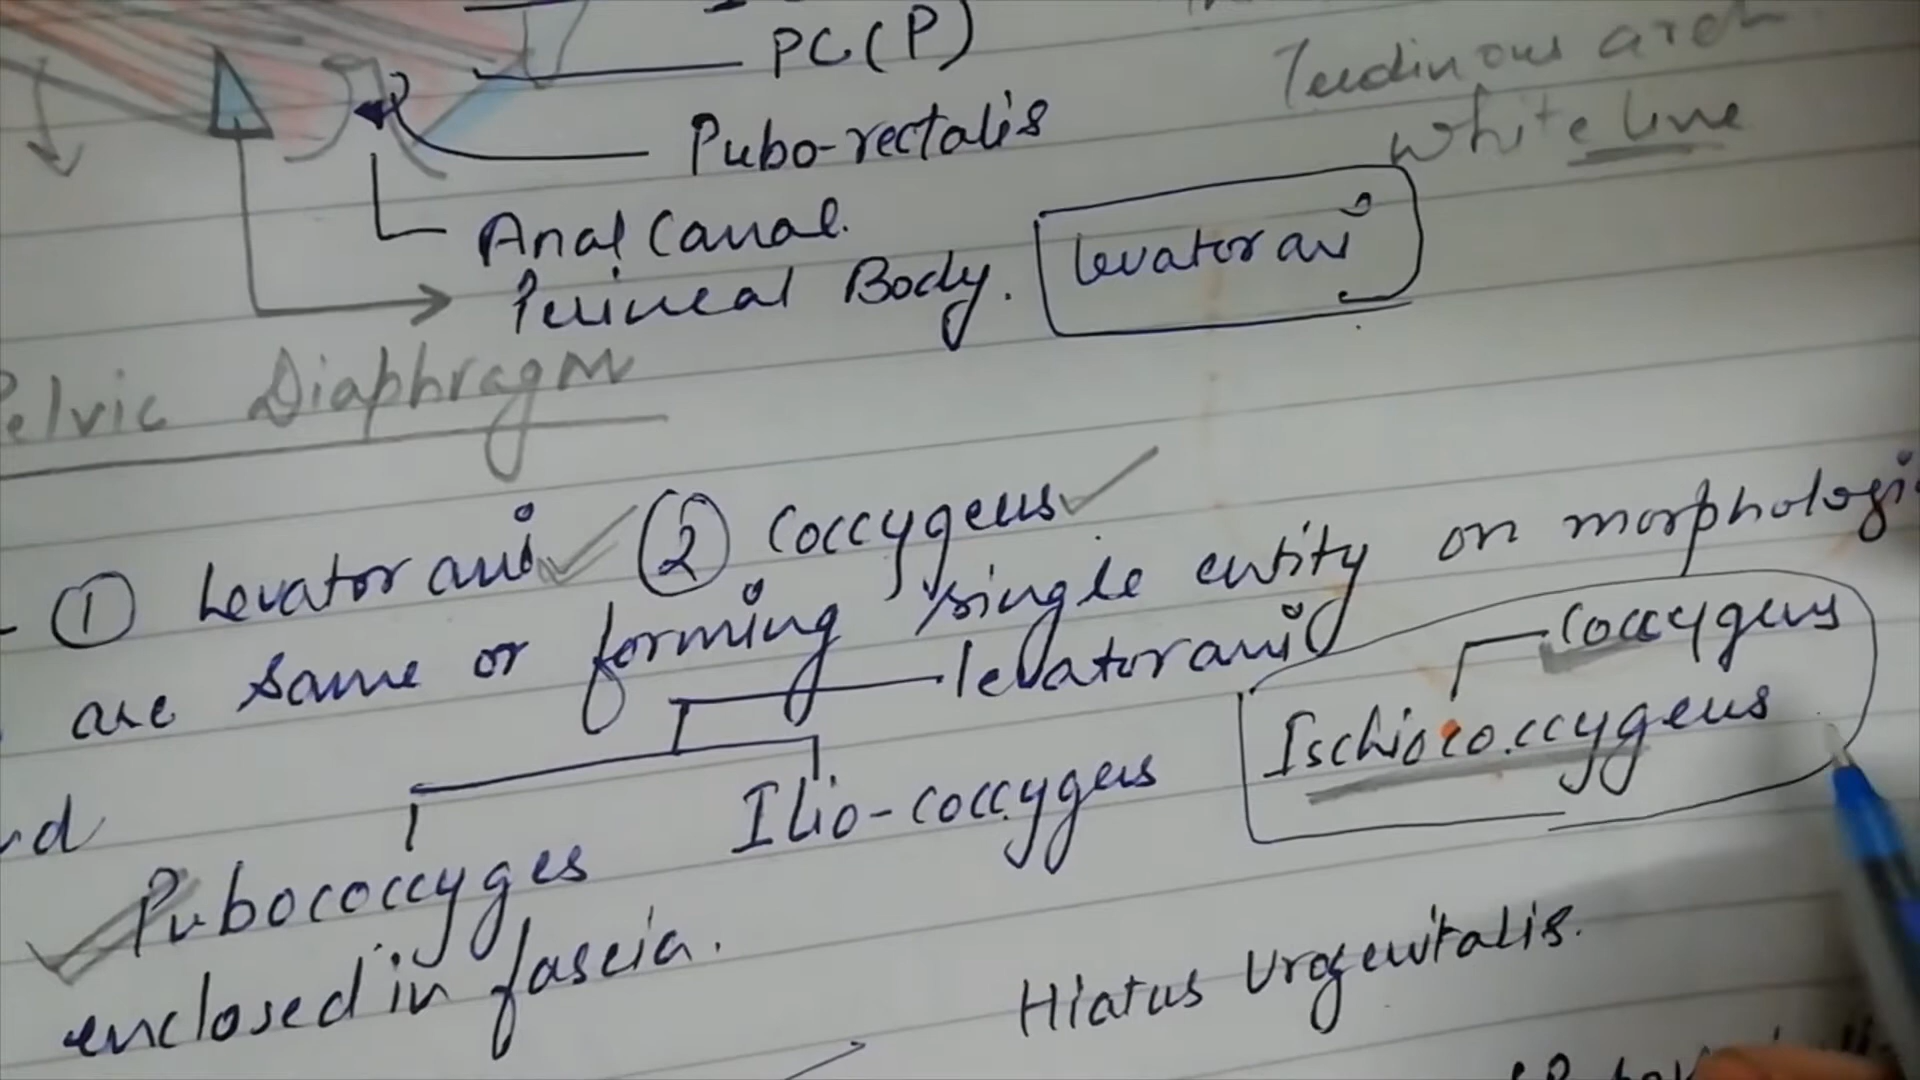 PC(P)
Tendinous arch
white line
Pubo-rectalis
Anal Canal.
Perineal Body.
levator ani
Pelvic Diaphragm
① Levator ani ② Coccygeus
are same or forming single entity on morphologi
levator ani
Coccygeus
Ischiococcygeus
Ilio-coccygeus
Pubococcyges
enclosed in fascia.
Hiatus Urogenitalis.